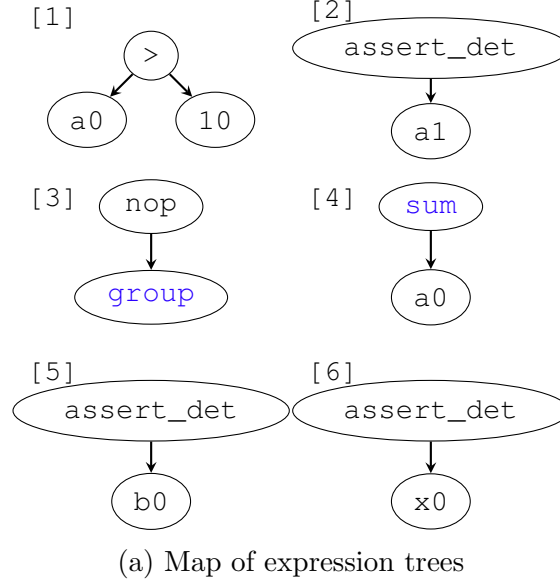 [1] [2]
> assert_det
a0 10 a1
[3] nop [4] sum
group a0
[5] [6]
assert_det assert_det
b0 x0
(a) Map of expression trees